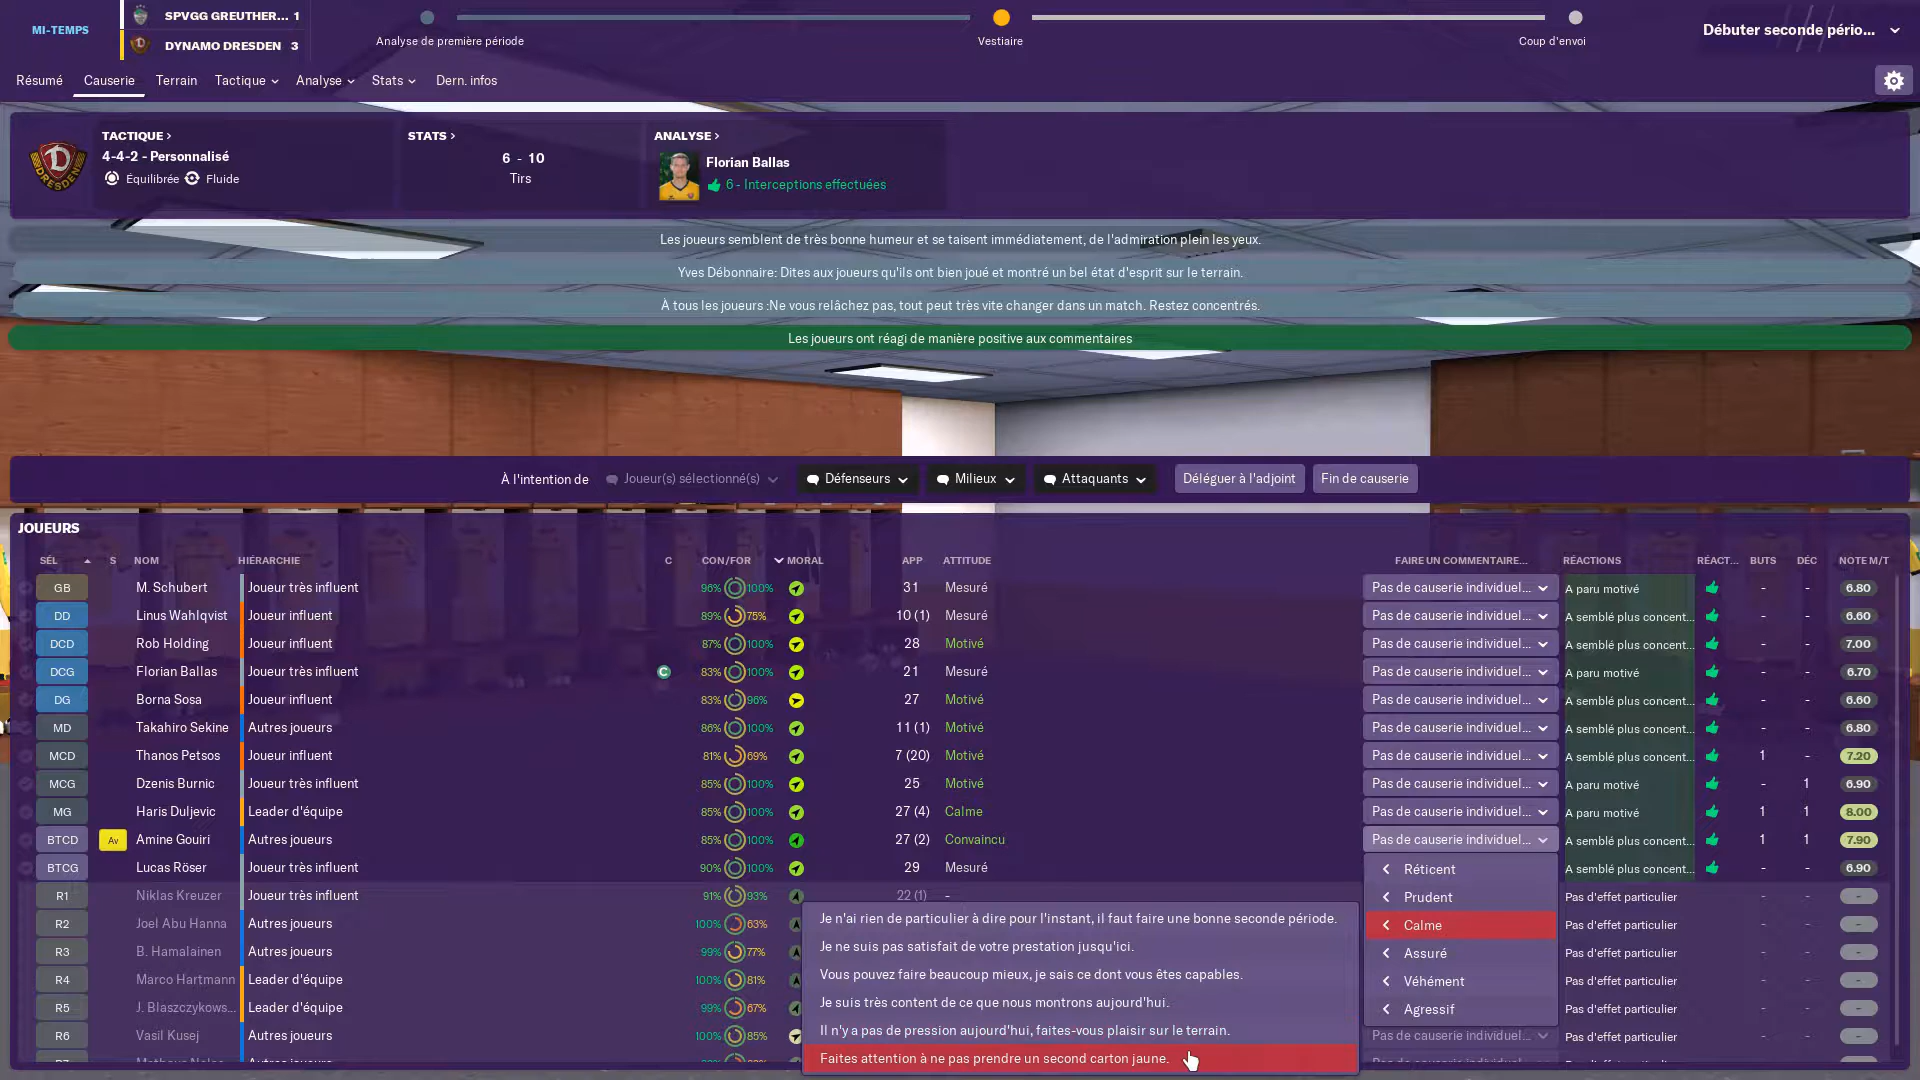 MI-TEMPS
SPVGG GREUTHER... 1
DYNAMO DRESDEN 3
Analyse de première période
Vestiaire
Coup d'envoi
Débuter seconde pério...
Résumé Causerie Terrain Tactique Analyse Stats Dern. infos
TACTIQUE >
4-4-2 - Personnalisé
Équilibrée Fluide
STATS >
6 - 10
Tirs
ANALYSE >
Florian Ballas
6 - Interceptions effectuées
Les joueurs semblent de très bonne humeur et se taisent immédiatement, de l'admiration plein les yeux.
Yves Débonnaire: Dites aux joueurs qu'ils ont bien joué et montré un bel état d'esprit sur le terrain.
À tous les joueurs :Ne vous relâchez pas, tout peut très vite changer dans un match. Restez concentrés.
Les joueurs ont réagi de manière positive aux commentaires
À l'intention de Joueur(s) sélectionné(s) Défenseurs Milieux Attaquants Déléguer à l'adjoint Fin de causerie
JOUEURS
SÉL S NOM HIÉRARCHIE C CON/FOR MORAL APP ATTITUDE FAIRE UN COMMENTAIRE... RÉACTIONS RÉACT... BUTS DÉC NOTE M/T
GB M. Schubert Joueur très influent 96% 100% 31 Mesuré Pas de causerie individuel... A paru motivé - - 6.80
DD Linus Wahlqvist Joueur influent 89% 75% 10 (1) Mesuré Pas de causerie individuel... A semblé plus concent... - - 6.60
DCD Rob Holding Joueur influent 87% 100% 28 Motivé Pas de causerie individuel... A semblé plus concent... - - 7.00
DCG Florian Ballas Joueur très influent C 83% 100% 21 Mesuré Pas de causerie individuel... A paru motivé - - 6.70
DG Borna Sosa Joueur influent 83% 96% 27 Motivé Pas de causerie individuel... A semblé plus concent... - - 6.60
MD Takahiro Sekine Autres joueurs 86% 100% 11 (1) Motivé Pas de causerie individuel... A semblé plus concent... - - 6.80
MCD Thanos Petsos Joueur influent 81% 69% 7 (20) Motivé Pas de causerie individuel... A semblé plus concent... 1 - 7.20
MCG Dzenis Burnic Joueur très influent 85% 100% 25 Motivé Pas de causerie individuel... A paru motivé - 1 6.90
MG Haris Duljevic Leader d'équipe 85% 100% 27 (4) Calme Pas de causerie individuel... A paru motivé 1 1 8.00
BTCD Av Amine Gouiri Autres joueurs 85% 100% 27 (2) Convaincu Pas de causerie individuel... A semblé plus concent... 1 1 7.90
BTCG Lucas Röser Joueur très influent 90% 100% 29 Mesuré Réticent A semblé plus concent... - - 6.90
R1 Niklas Kreuzer Joueur très influent 91% 93% 22 (1) - Prudent Pas d'effet particulier -
R2 Joel Abu Hanna Autres joueurs 100% 63% Je n'ai rien de particulier à dire pour l'instant, il faut faire une bonne seconde période. Calme Pas d'effet particulier -
R3 B. Hamalainen Autres joueurs 99% 77% Je ne suis pas satisfait de votre prestation jusqu'ici. Assuré Pas d'effet particulier -
R4 Marco Hartmann Leader d'équipe 100% 81% Vous pouvez faire beaucoup mieux, je sais ce dont vous êtes capables. Véhément Pas d'effet particulier -
R5 J. Blaszczykows... Leader d'équipe 99% 67% Je suis très content de ce que nous montrons aujourd'hui. Agressif Pas d'effet particulier -
R6 Vasil Kusej Autres joueurs 100% 85% Il n'y a pas de pression aujourd'hui, faites-vous plaisir sur le terrain. Pas de causerie individuel... Pas d'effet particulier -
Faites attention à ne pas prendre un second carton jaune.